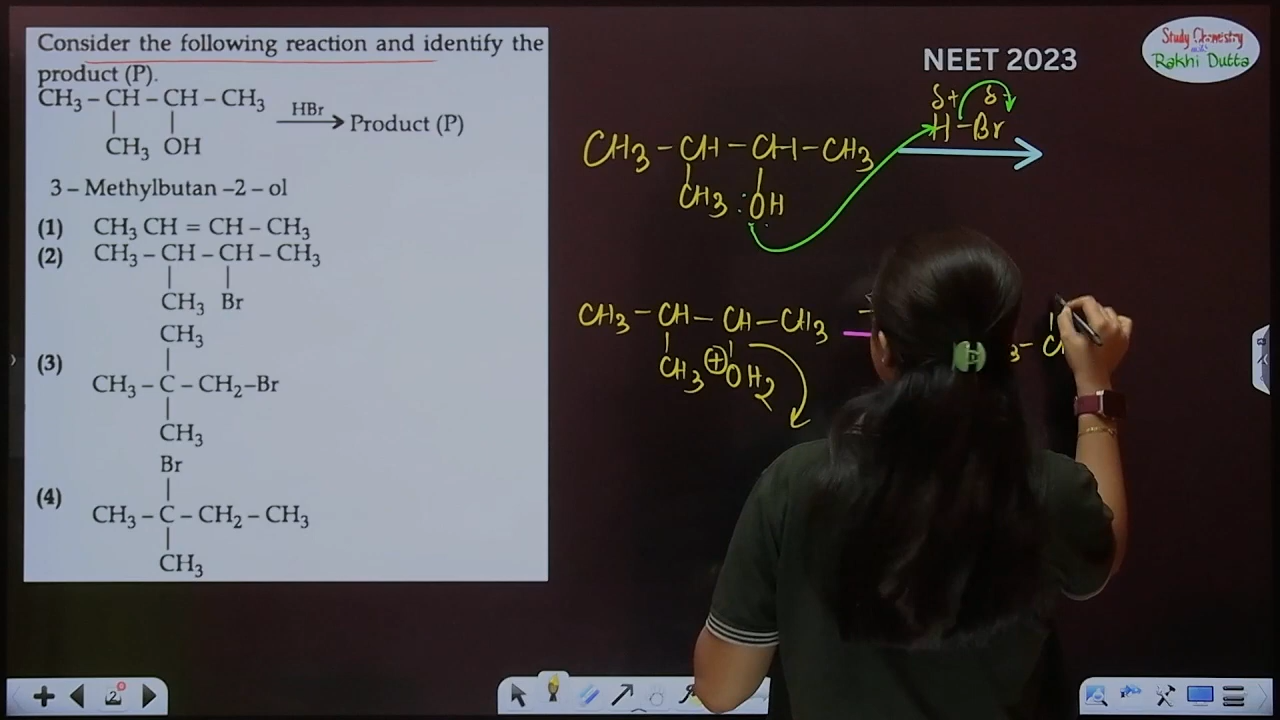 Consider the following reaction and identify the
product (P).
CH₃ – CH – CH – CH₃
HBr
Product (P)
CH₃ OH
3 – Methylbutan –2 – ol
(1) CH₃ CH = CH – CH₃
(2) CH₃ – CH – CH – CH₃
CH₃ Br
CH₃
(3)
CH₃ – C – CH₂–Br
CH₃
Br
(4)
CH₃ – C – CH₂ – CH₃
CH₃
NEET 2023
Study Chemistry
with
Rakhi Dutta
δ+ δ-
H – Br
CH3 – CH – CH – CH3
CH3 :OH
CH3 – CH – CH – CH3
CH3 ⊕OH2
3 – C
2